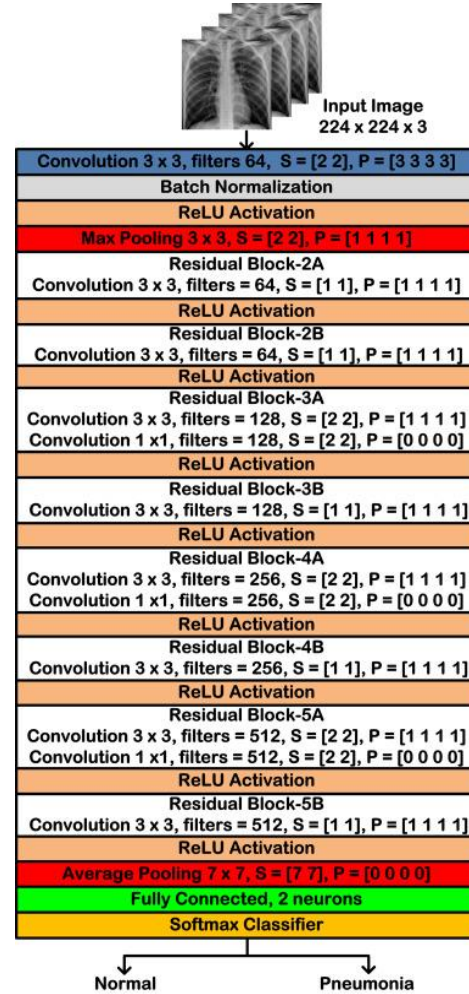 Input Image
224 x 224 x 3
Convolution 3 x 3, filters 64, S = [2 2], P = [3 3 3 3]
Batch Normalization
ReLU Activation
Max Pooling 3 x 3, S = [2 2], P = [1 1 1 1]
Residual Block-2A
Convolution 3 x 3, filters = 64, S = [1 1], P = [1 1 1 1]
ReLU Activation
Residual Block-2B
Convolution 3 x 3, filters = 64, S = [1 1], P = [1 1 1 1]
ReLU Activation
Residual Block-3A
Convolution 3 x 3, filters = 128, S = [2 2], P = [1 1 1 1]
Convolution 1 x1, filters = 128, S = [2 2], P = [0 0 0 0]
ReLU Activation
Residual Block-3B
Convolution 3 x 3, filters = 128, S = [1 1], P = [1 1 1 1]
ReLU Activation
Residual Block-4A
Convolution 3 x 3, filters = 256, S = [2 2], P = [1 1 1 1]
Convolution 1 x1, filters = 256, S = [2 2], P = [0 0 0 0]
ReLU Activation
Residual Block-4B
Convolution 3 x 3, filters = 256, S = [1 1], P = [1 1 1 1]
ReLU Activation
Residual Block-5A
Convolution 3 x 3, filters = 512, S = [2 2], P = [1 1 1 1]
Convolution 1 x1, filters = 512, S = [2 2], P = [0 0 0 0]
ReLU Activation
Residual Block-5B
Convolution 3 x 3, filters = 512, S = [1 1], P = [1 1 1 1]
ReLU Activation
Average Pooling 7 x 7, S = [7 7], P = [0 0 0 0]
Fully Connected, 2 neurons
Softmax Classifier
Normal
Pneumonia